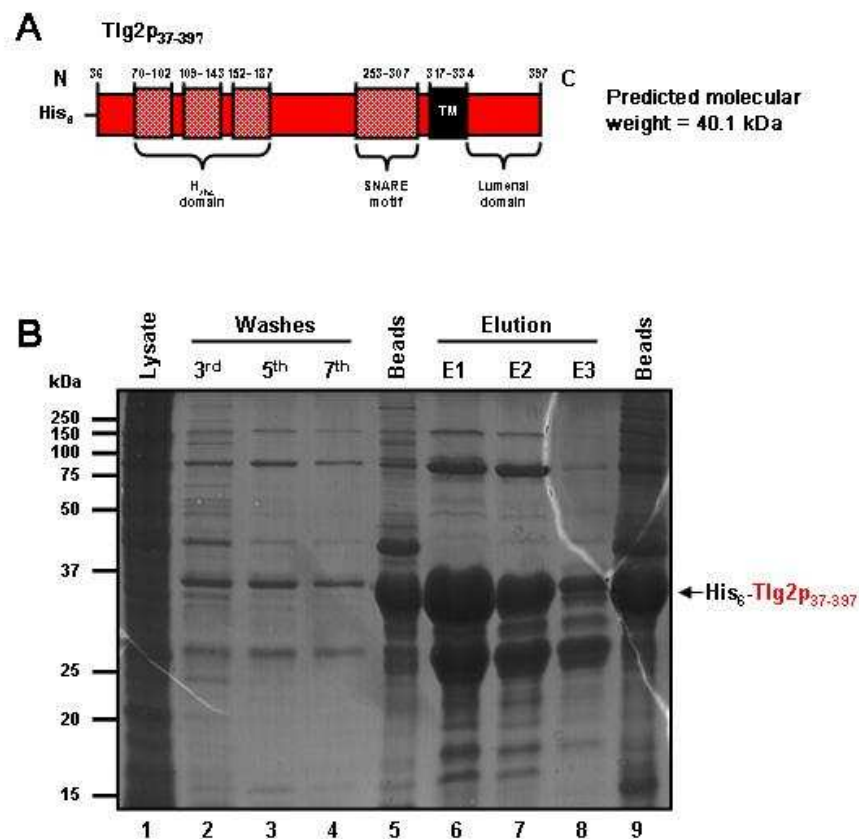 A
Tlg2p37-397
N 36 70-102 109-143 152-187 253-307 317-334 397 C
His6
TM
Predicted molecular
weight = 40.1 kDa
domain
SNARE
motif
Lumenal
domain
B
Lysate
Washes
Beads
Elution
Beads
3rd 5th 7th E1 E2 E3
kDa
250
150
100
75
50
37
25
20
15
←His6-Tlg2p37-397
1 2 3 4 5 6 7 8 9